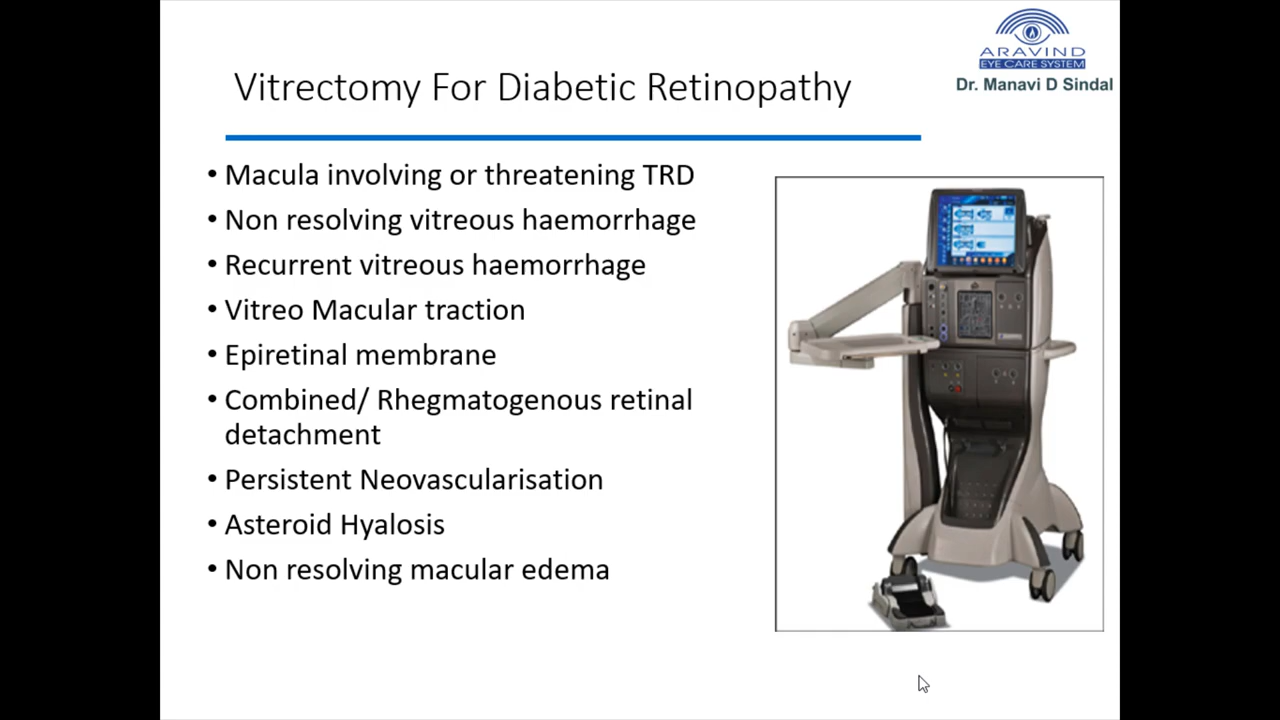 ARAVIND
EYE CARE SYSTEM
Dr. Manavi D Sindal
Vitrectomy For Diabetic Retinopathy
• Macula involving or threatening TRD
• Non resolving vitreous haemorrhage
• Recurrent vitreous haemorrhage
• Vitreo Macular traction
• Epiretinal membrane
• Combined/ Rhegmatogenous retinal
detachment
• Persistent Neovascularisation
• Asteroid Hyalosis
• Non resolving macular edema